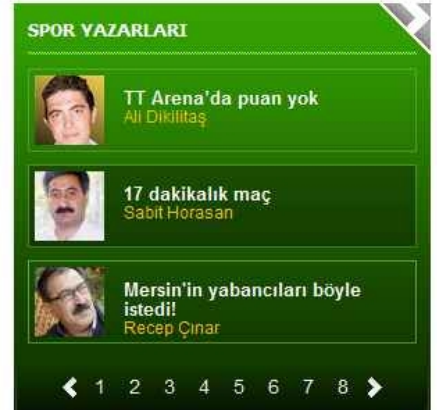 SPOR YAZARLARI
TT Arena'da puan yok
Ali Dikilitaş
17 dakikalık maç
Sabit Horasan
Mersin'in yabancıları böyle
istedi!
Recep Çınar
1 2 3 4 5 6 7 8